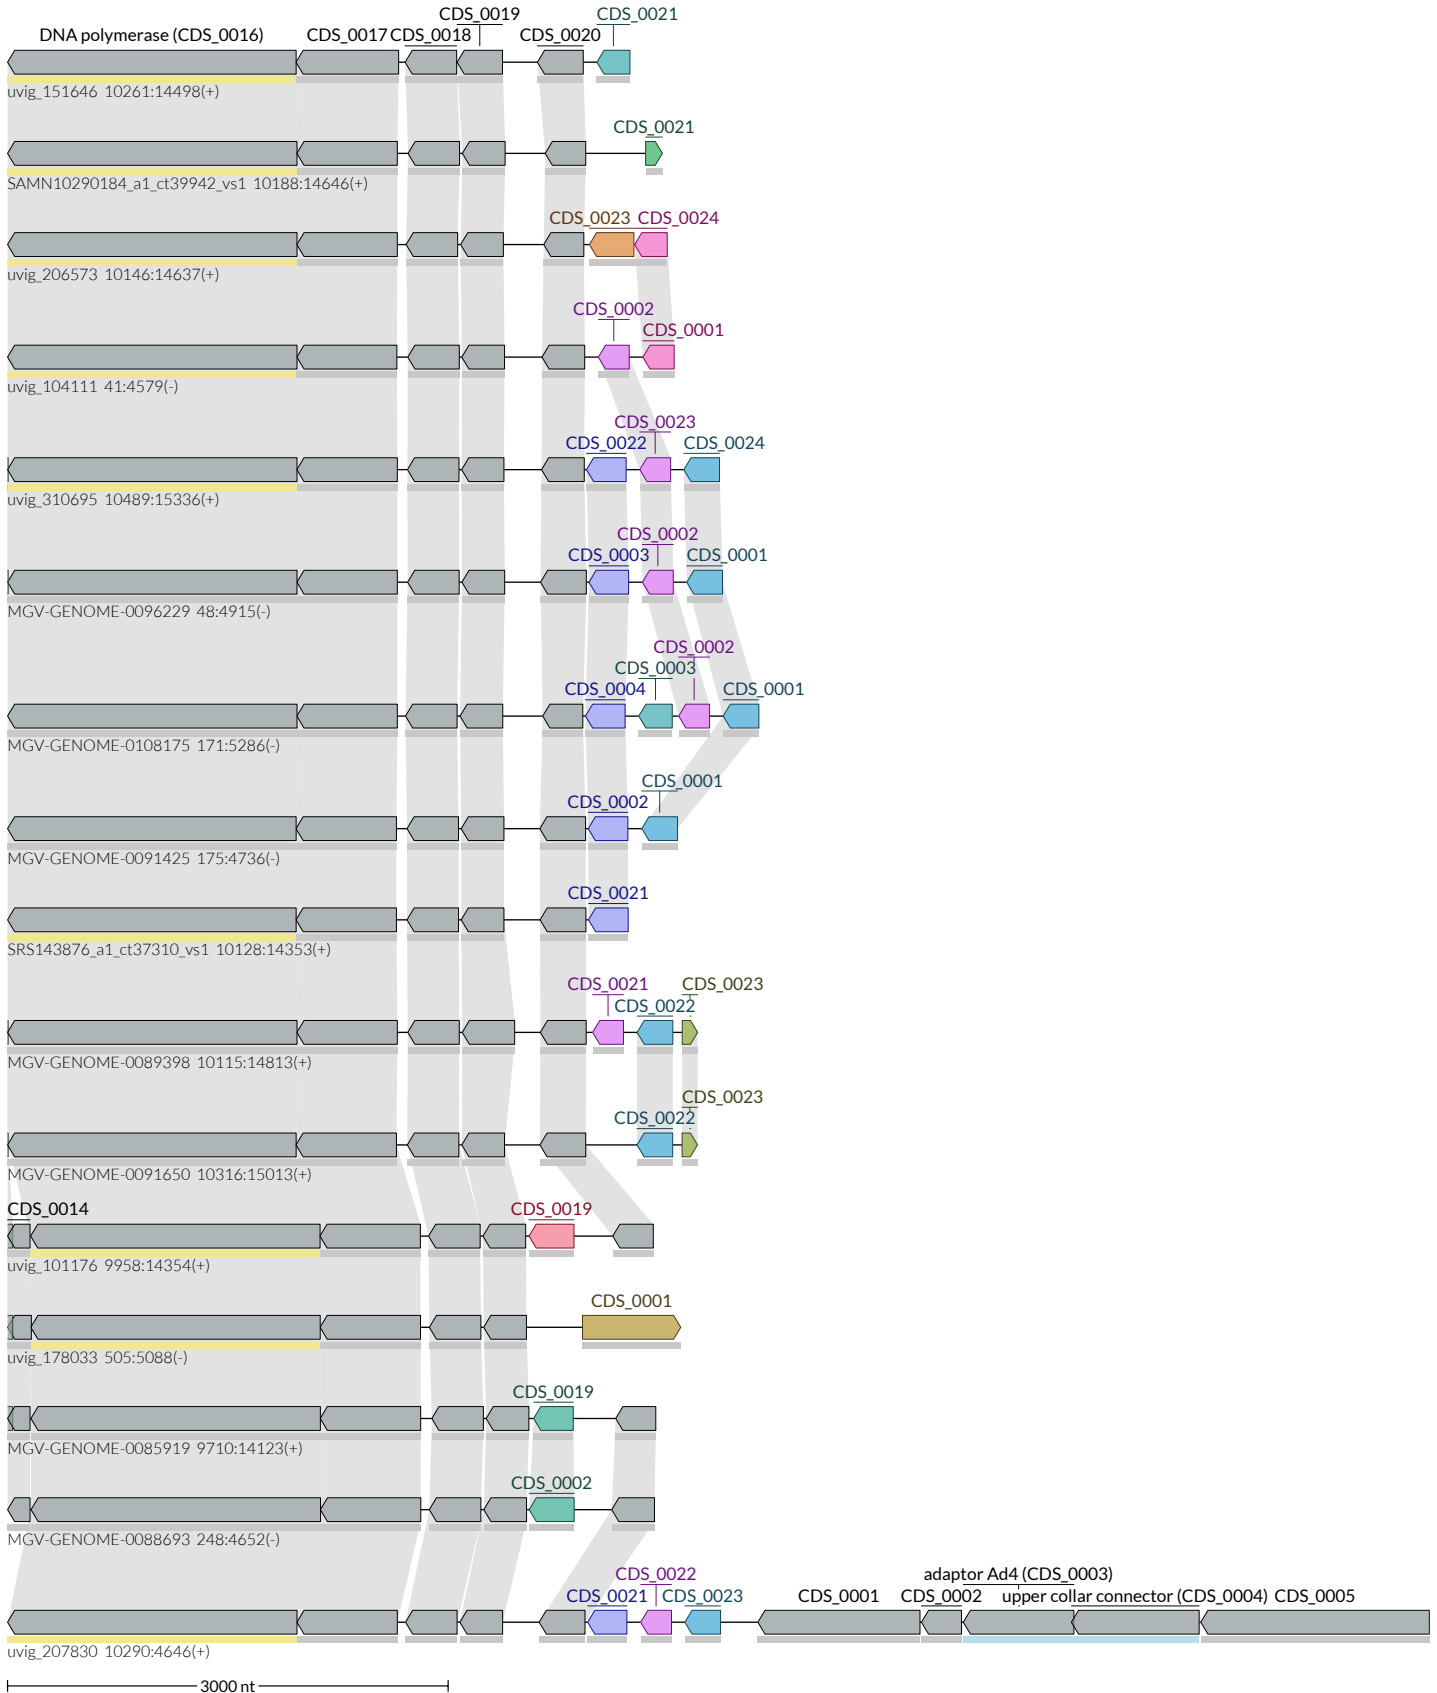 CDS_0019 CDS_0021
DNA polymerase (CDS_0016) CDS_0017 CDS_0018 CDS_0020
uvig_151646 10261:14498(+)
CDS_0021
SAMN10290184_a1_ct39942_vs1 10188:14646(+)
CDS_0023 CDS_0024
uvig_206573 10146:14637(+)
CDS_0002
CDS_0001
uvig_104111 41:4579(-)
CDS_0023
CDS_0022 CDS_0024
uvig_310695 10489:15336(+)
CDS_0002
CDS_0003 CDS_0001
MGV-GENOME-0096229 48:4915(-)
CDS_0002
CDS_0003
CDS_0004 CDS_0001
MGV-GENOME-0108175 171:5286(-)
CDS_0001
CDS_0002
MGV-GENOME-0091425 175:4736(-)
CDS_0021
SRS143876_a1_ct37310_vs1 10128:14353(+)
CDS_0021 CDS_0023
CDS_0022
MGV-GENOME-0089398 10115:14813(+)
CDS_0023
CDS_0022
MGV-GENOME-0091650 10316:15013(+)
CDS_0014 CDS_0019
uvig_101176 9958:14354(+)
CDS_0001
uvig_178033 505:5088(-)
CDS_0019
MGV-GENOME-0085919 9710:14123(+)
CDS_0002
MGV-GENOME-0088693 248:4652(-)
CDS_0022 adaptor Ad4 (CDS_0003)
CDS_0021 CDS_0023 CDS_0001 CDS_0002 upper collar connector (CDS_0004) CDS_0005
uvig_207830 10290:4646(+)
3000 nt